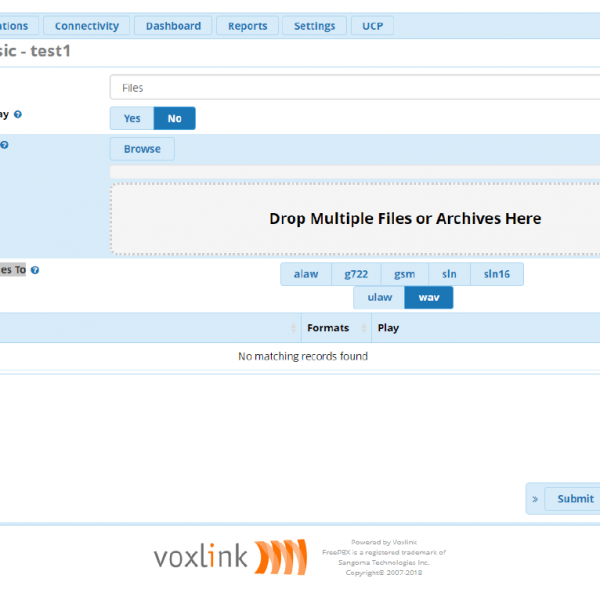 ations Connectivity Dashboard Reports Settings UCP
sic - test1
Files
ay Yes No
Browse
Drop Multiple Files or Archives Here
es To alaw g722 gsm sln sln16
ulaw wav
Formats Play
No matching records found
» Submit
voxlink
Powered by Voxlink
FreePBX is a registered trademark of
Sangoma Technologies Inc.
Copyright© 2007-2018